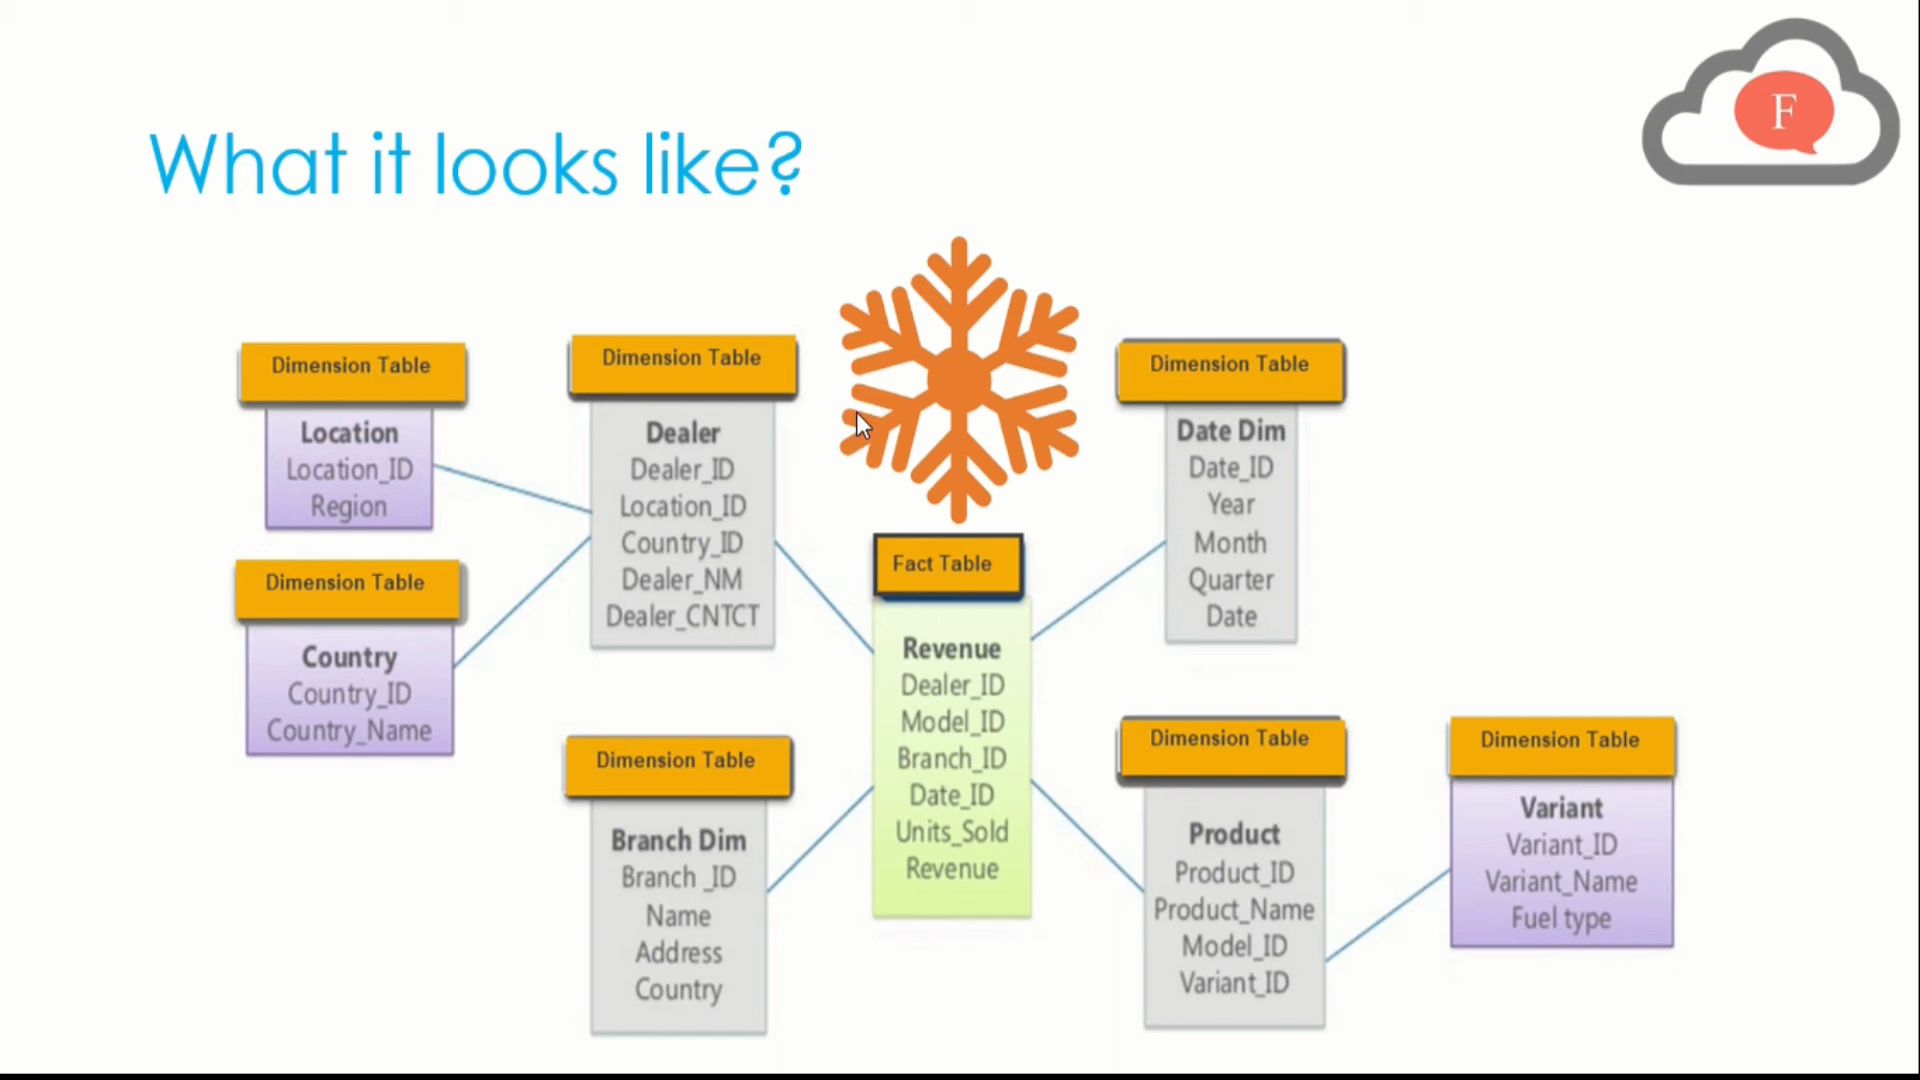 F
What it looks like?
Dimension Table
Location
Location_ID
Region
Dimension Table
Country
Country_ID
Country_Name
Dimension Table
Dealer
Dealer_ID
Location_ID
Country_ID
Dealer_NM
Dealer_CNTCT
Dimension Table
Branch Dim
Branch _ID
Name
Address
Country
Fact Table
Revenue
Dealer_ID
Model_ID
Branch_ID
Date_ID
Units_Sold
Revenue
Dimension Table
Date Dim
Date_ID
Year
Month
Quarter
Date
Dimension Table
Product
Product_ID
Product_Name
Model_ID
Variant_ID
Dimension Table
Variant
Variant_ID
Variant_Name
Fuel type